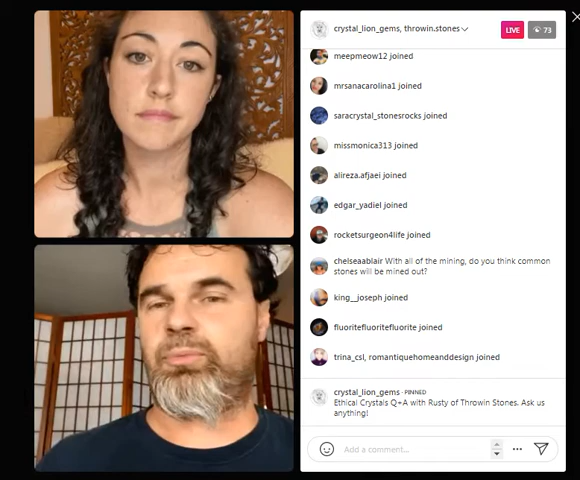 crystal_lion_gems, throwin.stones
LIVE
73
meepmeow12 joined
mrsanacarolina1 joined
saracrystal_stonesrocks joined
missmonica313 joined
alireza.afjaei joined
edgar_yadiel joined
rocketsurgeon4life joined
chelseaablair With all of the mining, do you think common
stones will be mined out?
king__joseph joined
fluoritefluoritefluorite joined
trina_csl, romantiquehomeanddesign joined
crystal_lion_gems · PINNED
Ethical Crystals Q+A with Rusty of Throwin Stones. Ask us
anything!
Add a comment...